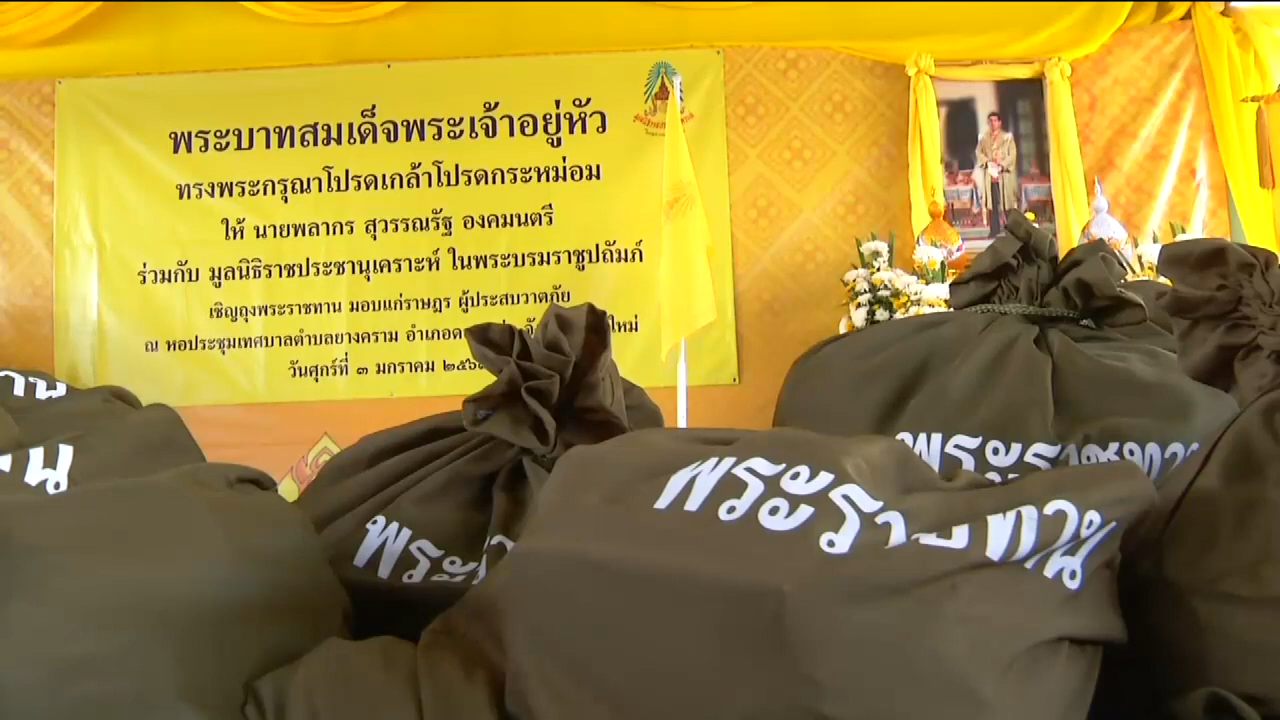 พระบาทสมเด็จพระเจ้าอยู่หัว
ทรงพระกรุณาโปรดเกล้าโปรดกระหม่อม
ให้ นายพลากร สุวรรณรัฐ องคมนตรี
ร่วมกับ มูลนิธิราชประชานุเคราะห์ ในพระบรมราชูปถัมภ์
เชิญถุงพระราชทาน มอบแก่ราษฎร ผู้ประสบวาตภัย
ณ หอประชุมเทศบาลตำบลยางคราม
วันศุกร์ที่ ๓ มกราคม
พระราชทาน
พระราชทาน